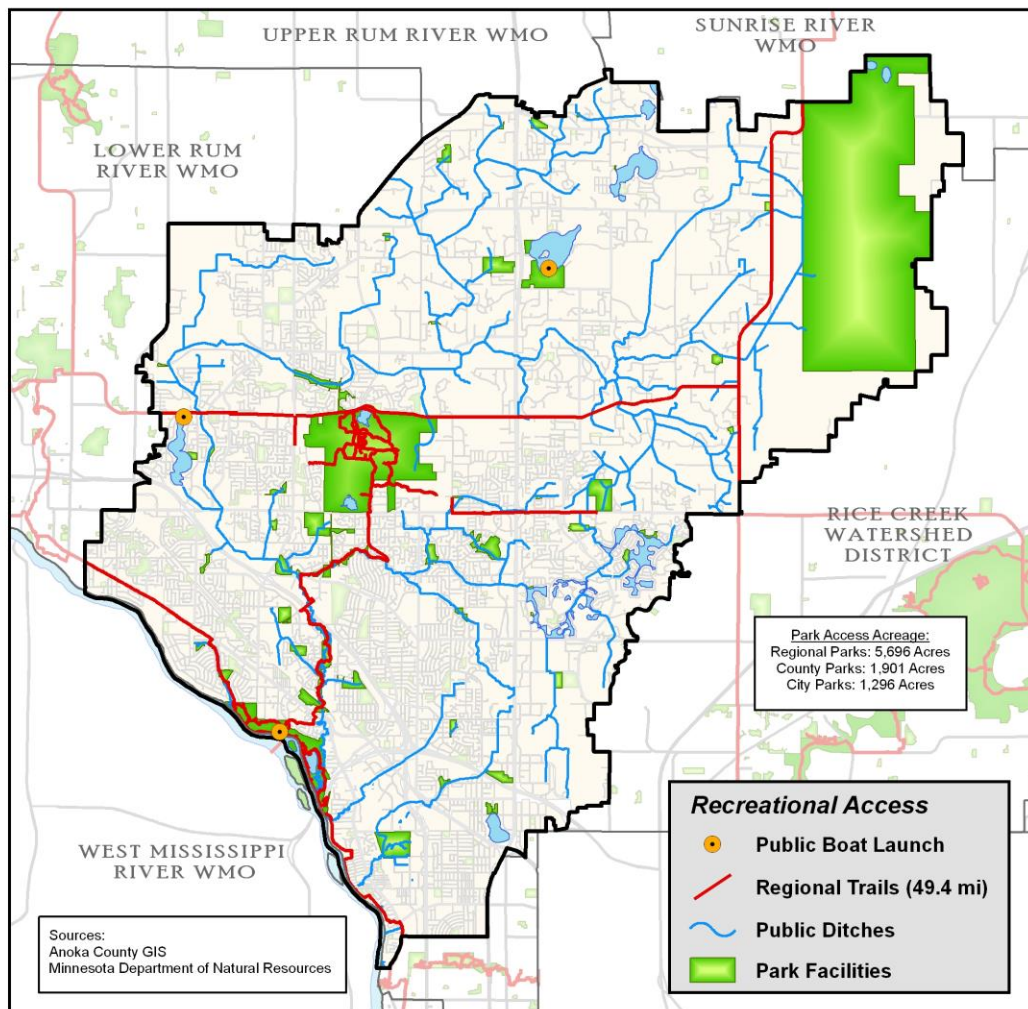 UPPER RUM RIVER WMO
SUNRISE RIVER
WMO
LOWER RUM
RIVER WMO
RICE CREEK
WATERSHED
DISTRICT
Park Access Acreage:
Regional Parks: 5,696 Acres
County Parks: 1,901 Acres
City Parks: 1,296 Acres
WEST MISSISSIPPI
RIVER WMO
Recreational Access
Public Boat Launch
Regional Trails (49.4 mi)
Public Ditches
Park Facilities
Sources:
Anoka County GIS
Minnesota Department of Natural Resources